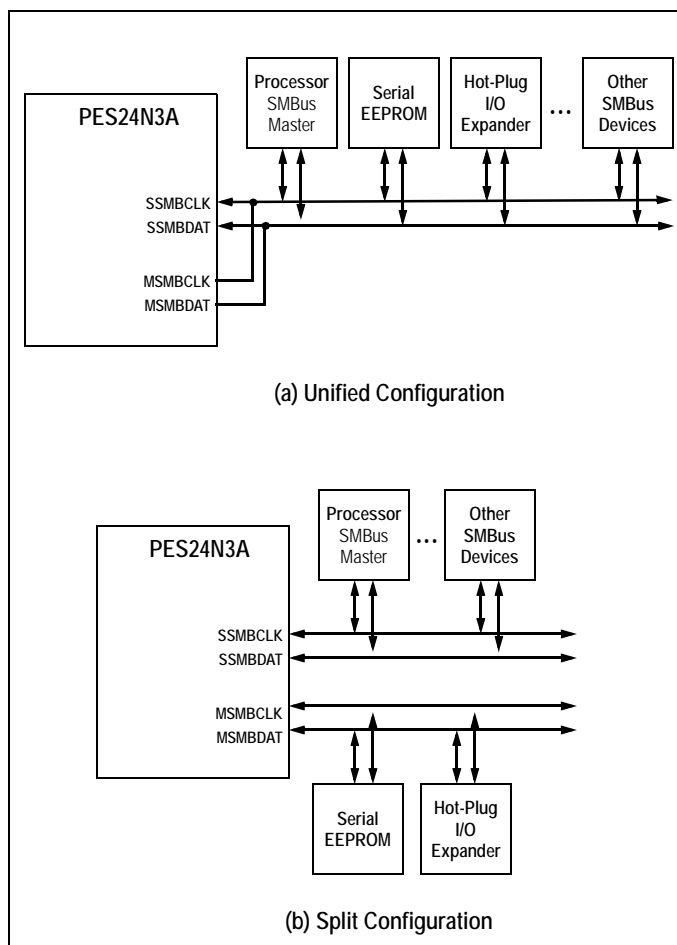 PES24N3A
Processor
SMBus
Master
Serial
EEPROM
Hot-Plug
I/O
Expander
...
Other
SMBus
Devices
SSMBCLK
SSMBDAT
MSMBCLK
MSMBDAT
(a) Unified Configuration
PES24N3A
Processor
SMBus
Master
...
Other
SMBus
Devices
SSMBCLK
SSMBDAT
MSMBCLK
MSMBDAT
Serial
EEPROM
Hot-Plug
I/O
Expander
(b) Split Configuration